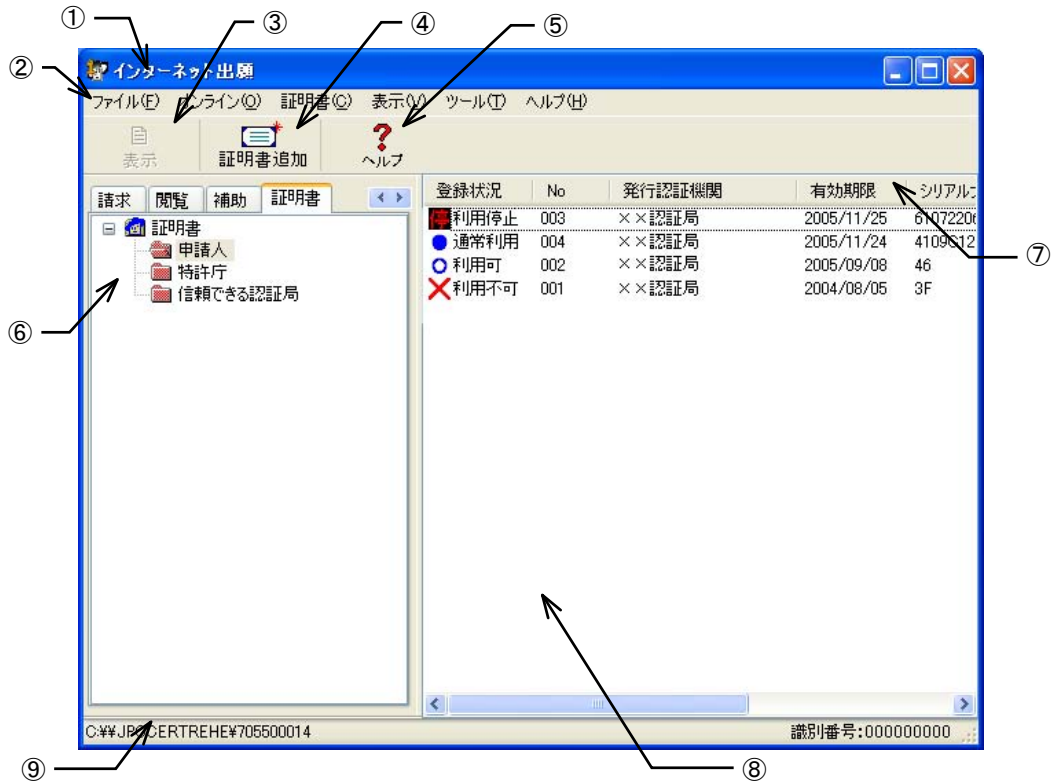 ① ③ ④ ⑤
② インターネット出願
ファイル(F) オンライン(O) 証明書(C) 表示(V) ツール(T) ヘルプ(H)
表示 証明書追加 ヘルプ
請求 閲覧 補助 証明書
登録状況 No 発行認証機関 有効期限
停 利用停止 003 ××認証局 2005/11/25
通常利用 004 ××認証局 2005/11/24
利用可 002 ××認証局 2005/09/08 46
利用不可 001 ××認証局 2004/08/05 3F
証明書
申請人
特許庁
信頼できる認証局
⑥ ⑦
C:¥¥JPOCERTREHE¥705500014 識別番号:000000000
⑨ ⑧